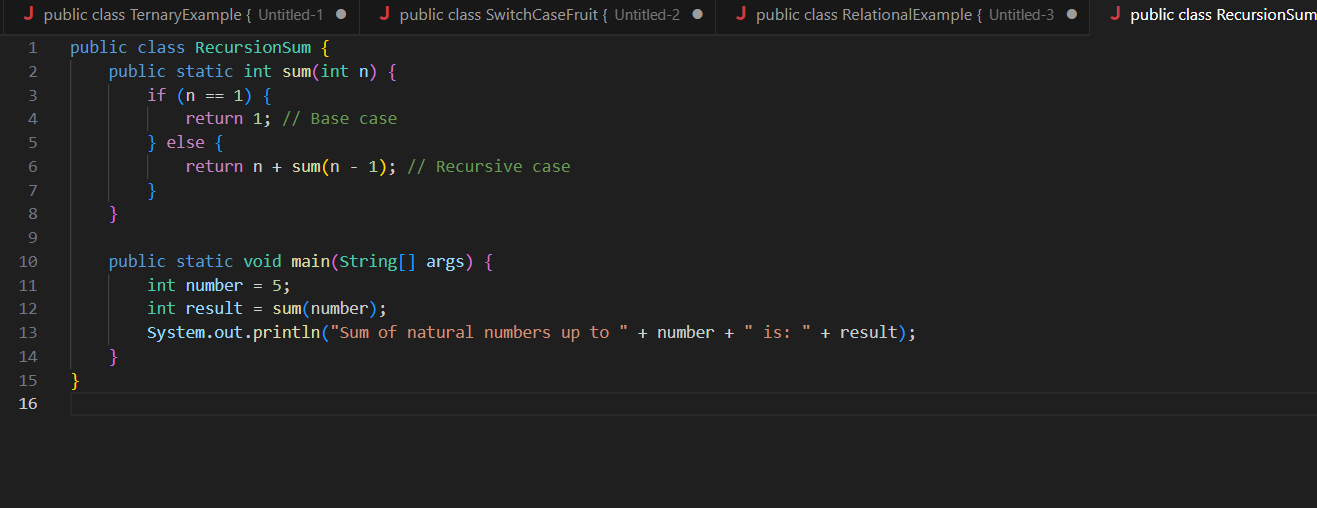 public class TernaryExample { Untitled-1 public class SwitchCaseFruit { Untitled-2 public class RelationalExample { Untitled-3 public class RecursionSum
1 public class RecursionSum {
2     public static int sum(int n) {
3         if (n == 1) {
4             return 1; // Base case
5         } else {
6             return n + sum(n - 1); // Recursive case
7         }
8     }
9
10     public static void main(String[] args) {
11         int number = 5;
12         int result = sum(number);
13         System.out.println("Sum of natural numbers up to " + number + " is: " + result);
14     }
15 }
16